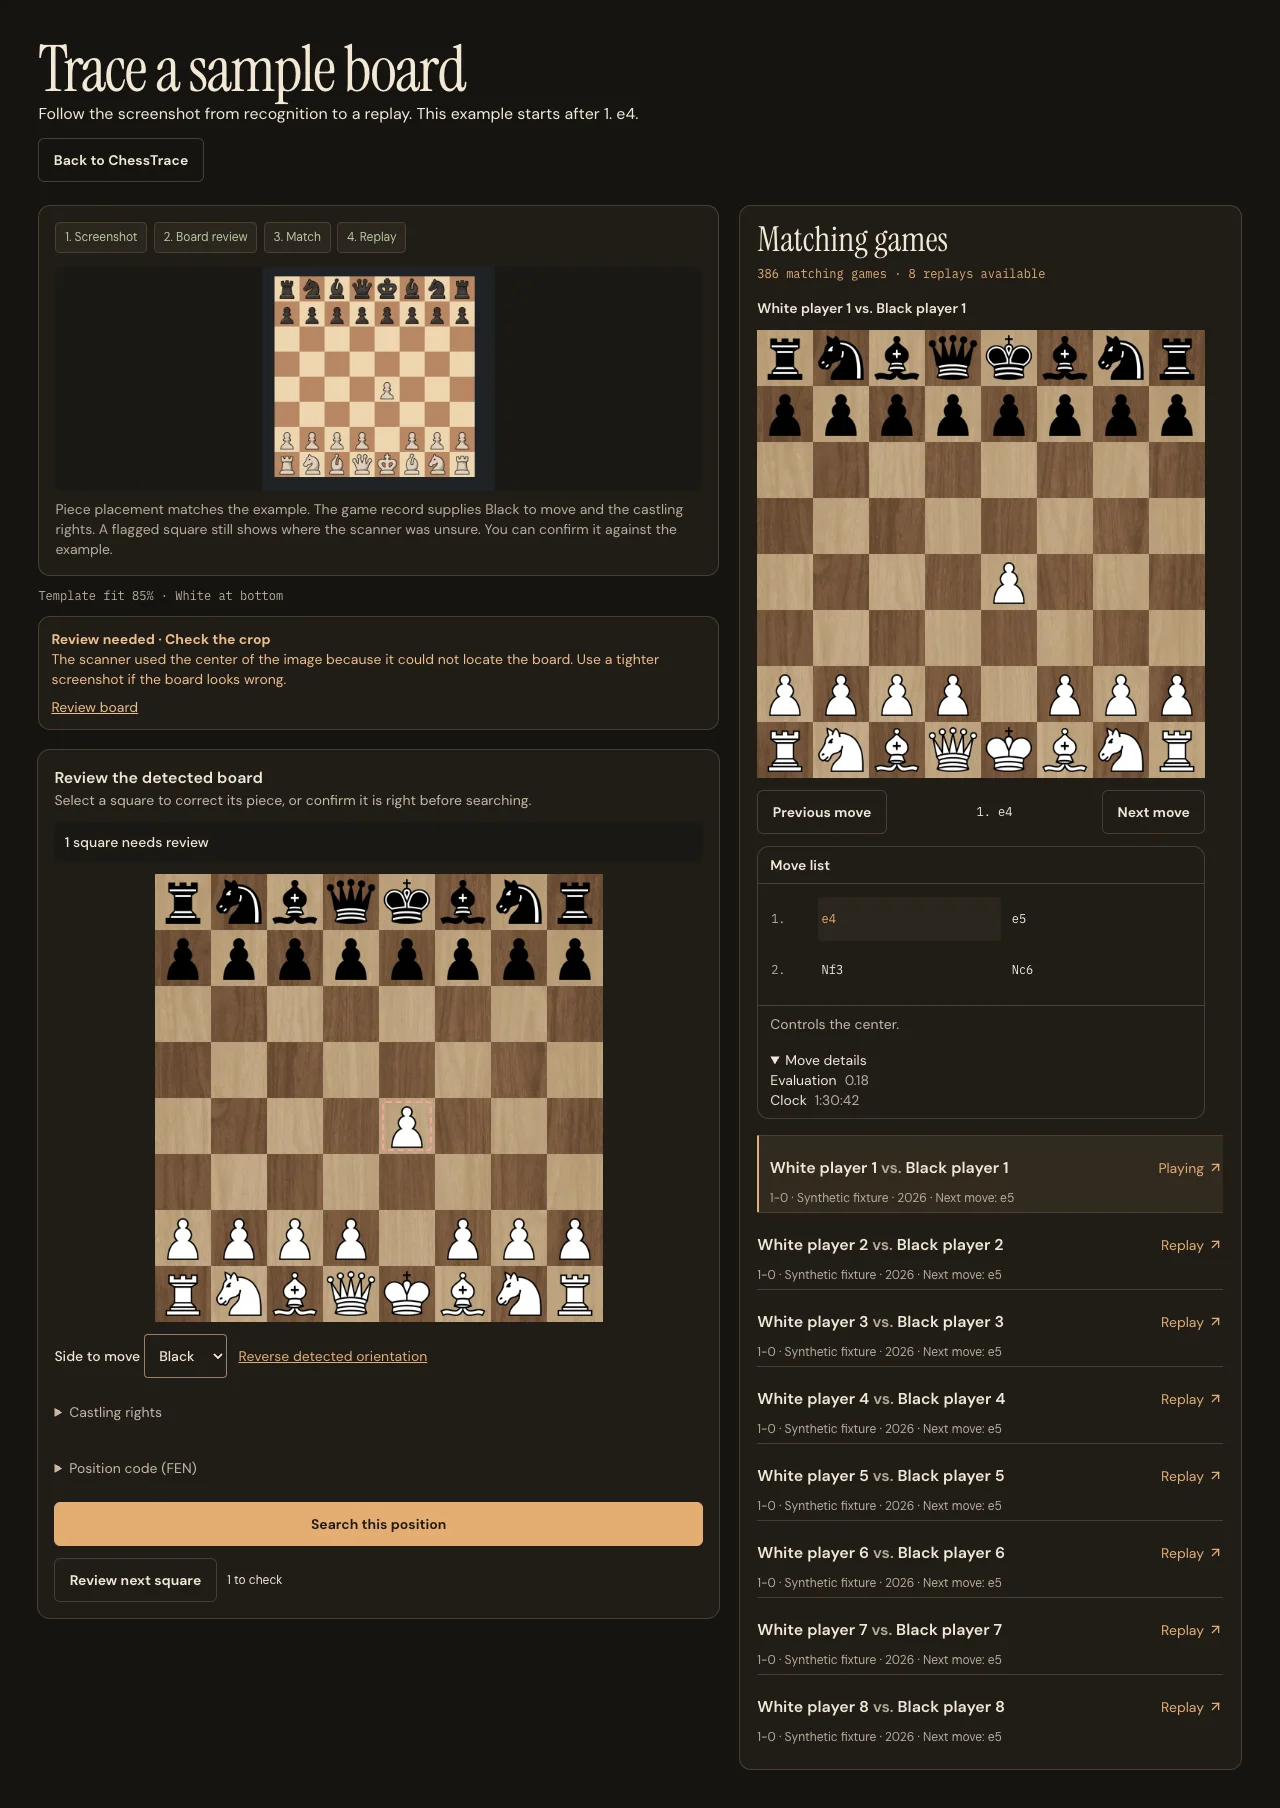 Trace a sample board
Follow the screenshot from recognition to a replay. This example starts after 1. e4.
Back to ChessTrace
1. Screenshot
2. Board review
3. Match
4. Replay
Piece placement matches the example. The game record supplies Black to move and the castling
rights. A flagged square still shows where the scanner was unsure. You can confirm it against the
example.
Template fit 85% · White at bottom
Review needed · Check the crop
The scanner used the center of the image because it could not locate the board. Use a tighter
screenshot if the board looks wrong.
Review board
Review the detected board
Select a square to correct its piece, or confirm it is right before searching.
1 square needs review
Side to move Black Reverse detected orientation
Castling rights
Position code (FEN)
Search this position
Review next square 1 to check
Matching games
386 matching games · 8 replays available
White player 1 vs. Black player 1
Previous move 1. e4 Next move
Move list
1. e4 e5
2. Nf3 Nc6
Controls the center.
Move details
Evaluation 0.18
Clock 1:30:42
White player 1 vs. Black player 1 Playing ↗
1-0 · Synthetic fixture · 2026 · Next move: e5
White player 2 vs. Black player 2 Replay ↗
1-0 · Synthetic fixture · 2026 · Next move: e5
White player 3 vs. Black player 3 Replay ↗
1-0 · Synthetic fixture · 2026 · Next move: e5
White player 4 vs. Black player 4 Replay ↗
1-0 · Synthetic fixture · 2026 · Next move: e5
White player 5 vs. Black player 5 Replay ↗
1-0 · Synthetic fixture · 2026 · Next move: e5
White player 6 vs. Black player 6 Replay ↗
1-0 · Synthetic fixture · 2026 · Next move: e5
White player 7 vs. Black player 7 Replay ↗
1-0 · Synthetic fixture · 2026 · Next move: e5
White player 8 vs. Black player 8 Replay ↗
1-0 · Synthetic fixture · 2026 · Next move: e5